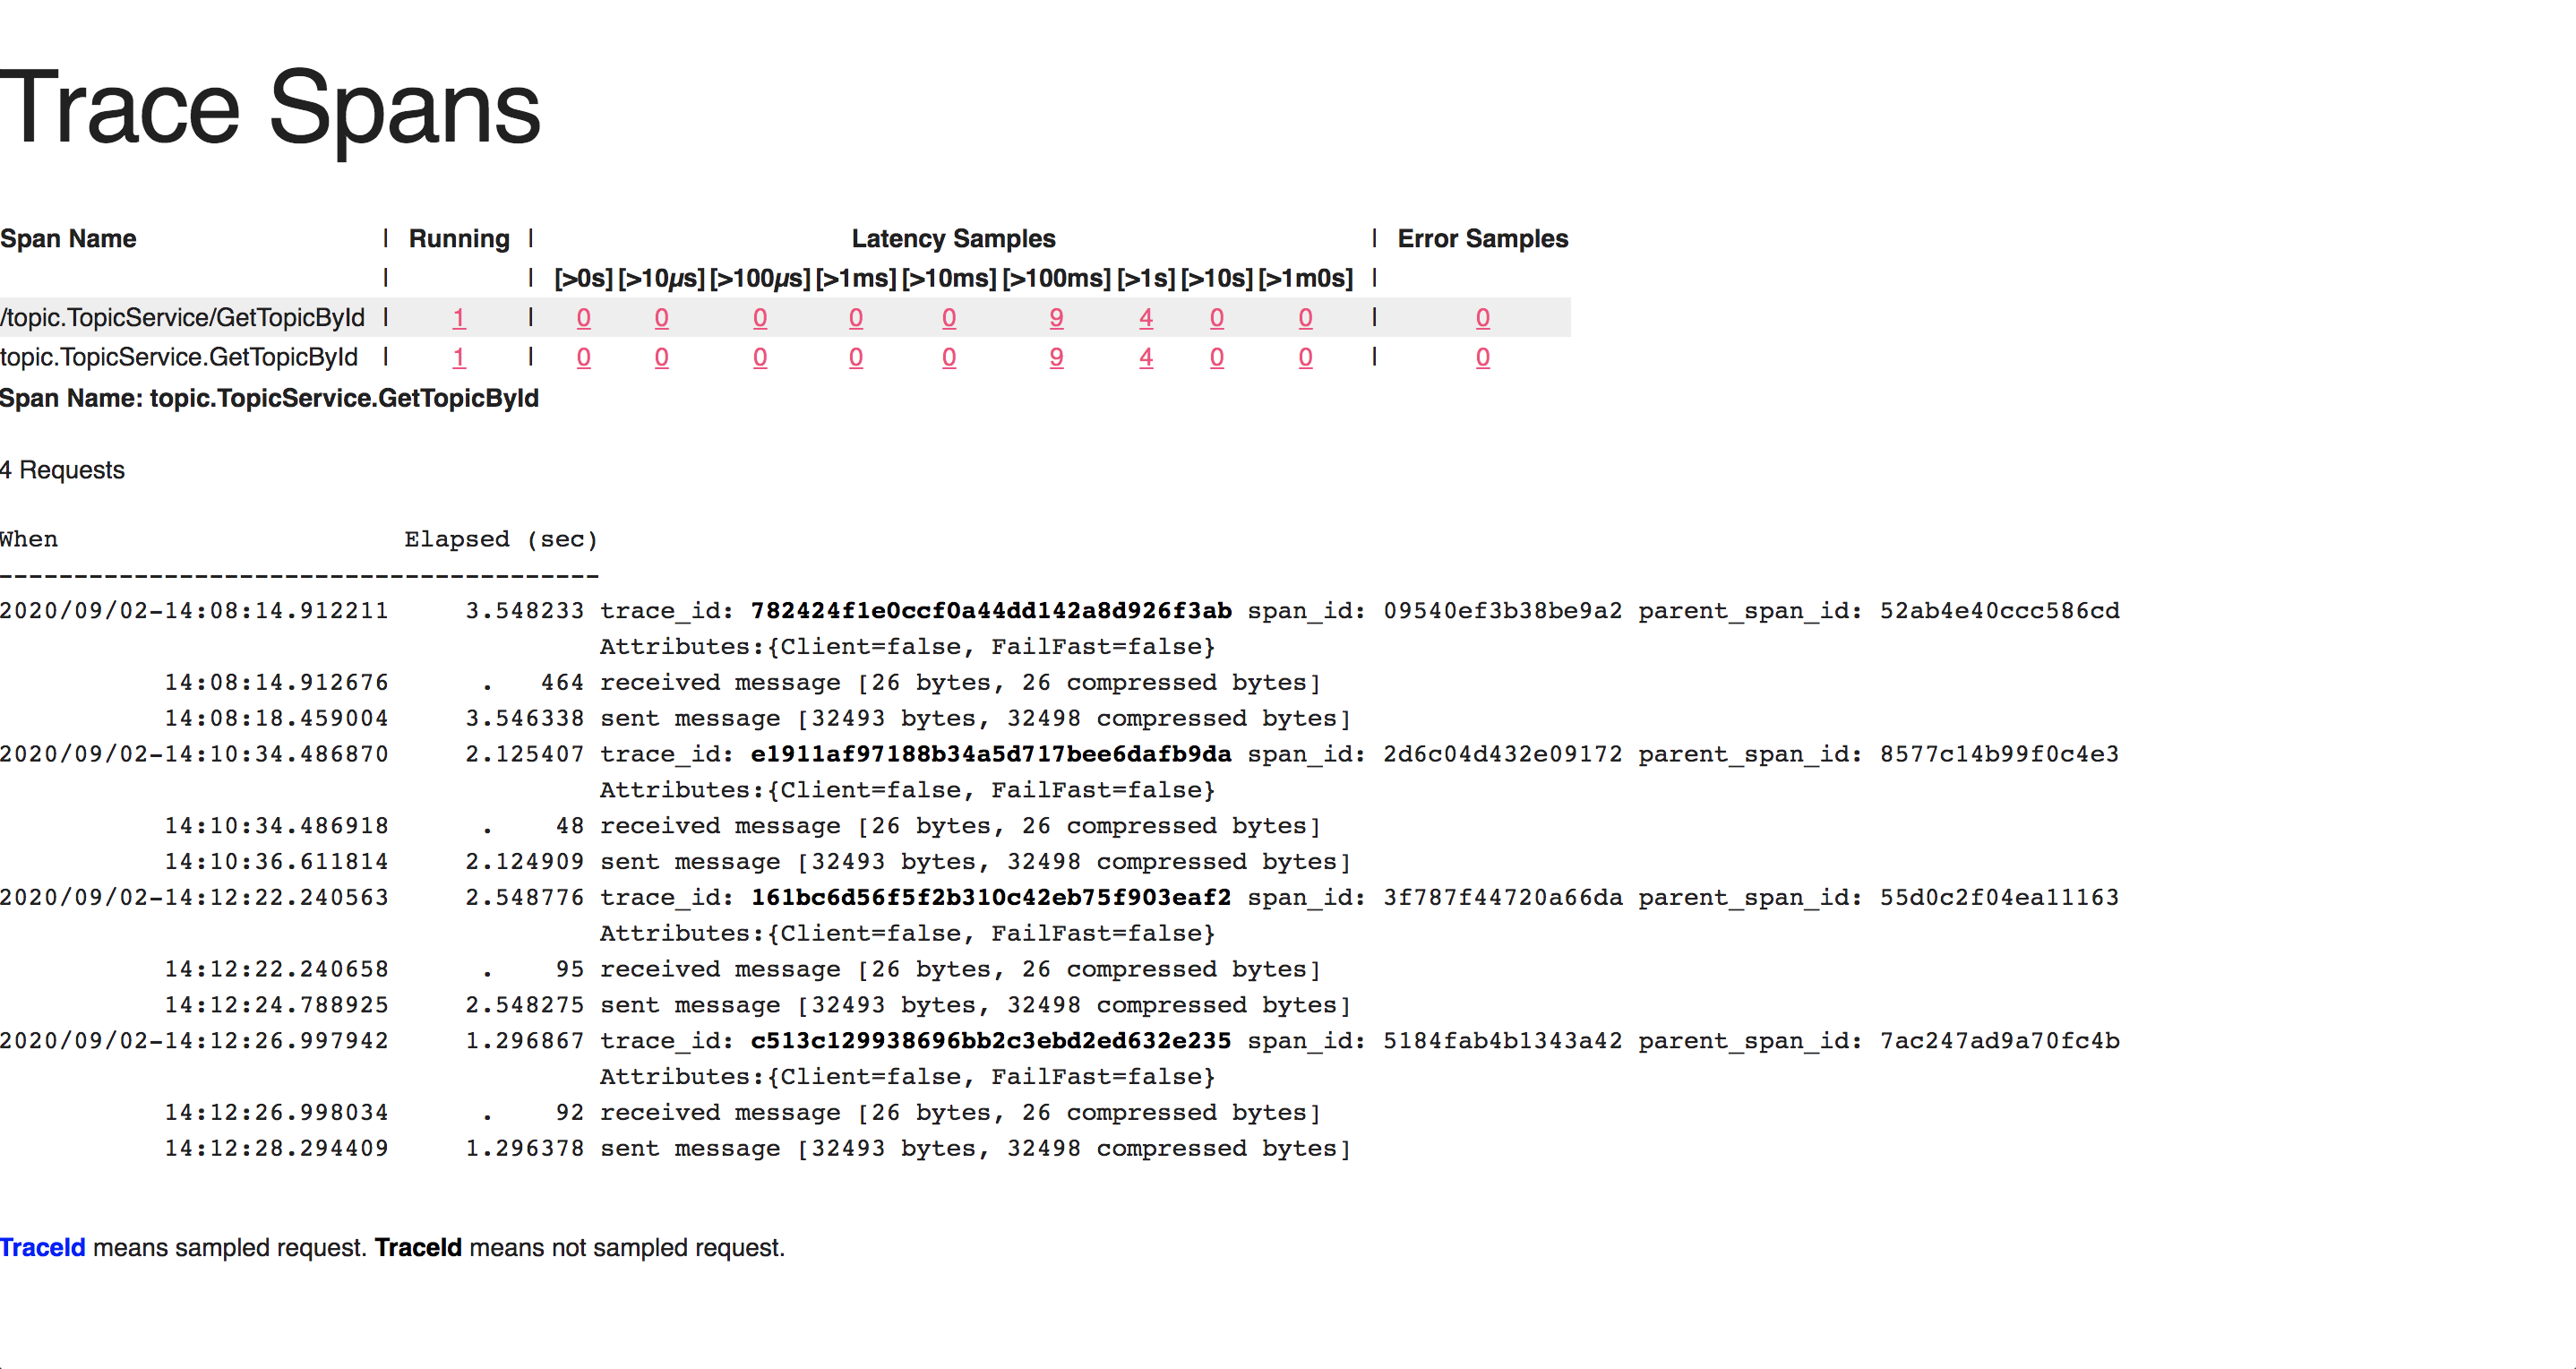 Trace Spans
Span Name | Running | Latency Samples | Error Samples
| | [>0s] [>10µs] [>100µs] [>1ms] [>10ms] [>100ms] [>1s] [>10s] [>1m0s] |
/topic.TopicService/GetTopicById | 1 | 0 0 0 0 0 9 4 0 0 | 0
topic.TopicService.GetTopicById | 1 | 0 0 0 0 0 9 4 0 0 | 0
Span Name: topic.TopicService.GetTopicById
4 Requests
When Elapsed (sec)
----------------------------------------
2020/09/02-14:08:14.912211 3.548233 trace_id: 782424f1e0ccf0a44dd142a8d926f3ab span_id: 09540ef3b38be9a2 parent_span_id: 52ab4e40ccc586cd
Attributes:{Client=false, FailFast=false}
14:08:14.912676 . 464 received message [26 bytes, 26 compressed bytes]
14:08:18.459004 3.546338 sent message [32493 bytes, 32498 compressed bytes]
2020/09/02-14:10:34.486870 2.125407 trace_id: e1911af97188b34a5d717bee6dafb9da span_id: 2d6c04d432e09172 parent_span_id: 8577c14b99f0c4e3
Attributes:{Client=false, FailFast=false}
14:10:34.486918 . 48 received message [26 bytes, 26 compressed bytes]
14:10:36.611814 2.124909 sent message [32493 bytes, 32498 compressed bytes]
2020/09/02-14:12:22.240563 2.548776 trace_id: 161bc6d56f5f2b310c42eb75f903eaf2 span_id: 3f787f44720a66da parent_span_id: 55d0c2f04ea11163
Attributes:{Client=false, FailFast=false}
14:12:22.240658 . 95 received message [26 bytes, 26 compressed bytes]
14:12:24.788925 2.548275 sent message [32493 bytes, 32498 compressed bytes]
2020/09/02-14:12:26.997942 1.296867 trace_id: c513c129938696bb2c3ebd2ed632e235 span_id: 5184fab4b1343a42 parent_span_id: 7ac247ad9a70fc4b
Attributes:{Client=false, FailFast=false}
14:12:26.998034 . 92 received message [26 bytes, 26 compressed bytes]
14:12:28.294409 1.296378 sent message [32493 bytes, 32498 compressed bytes]
TraceId means sampled request. TraceId means not sampled request.